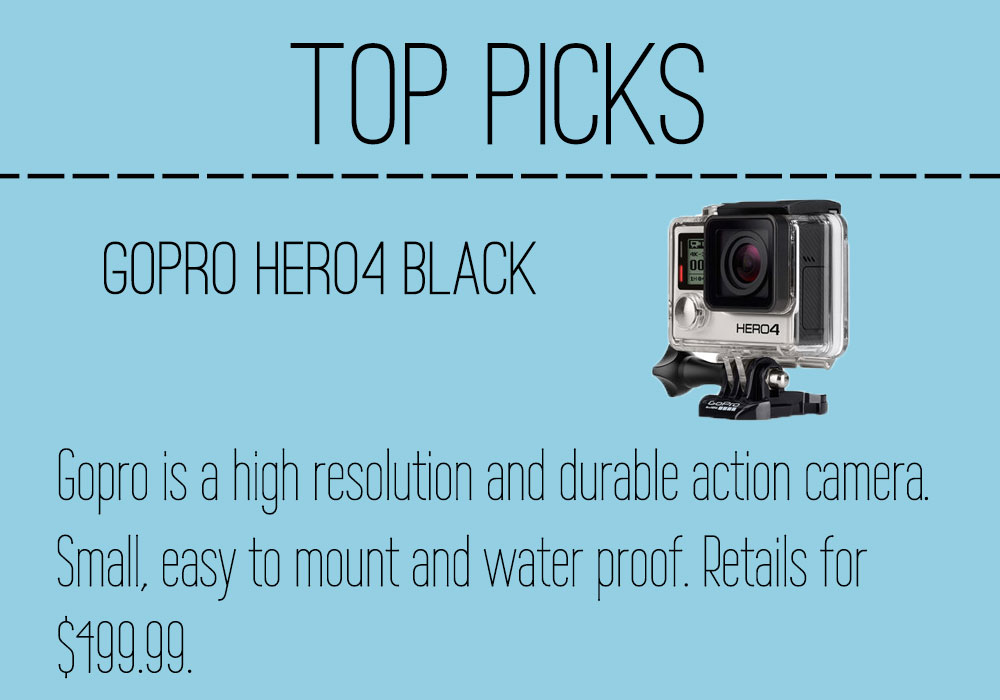 TOP PICKS
GOPRO HERO4 BLACK
HERO4
GoPro
Gopro is a high resolution and durable action camera.
Small, easy to mount and water proof. Retails for
$499.99.